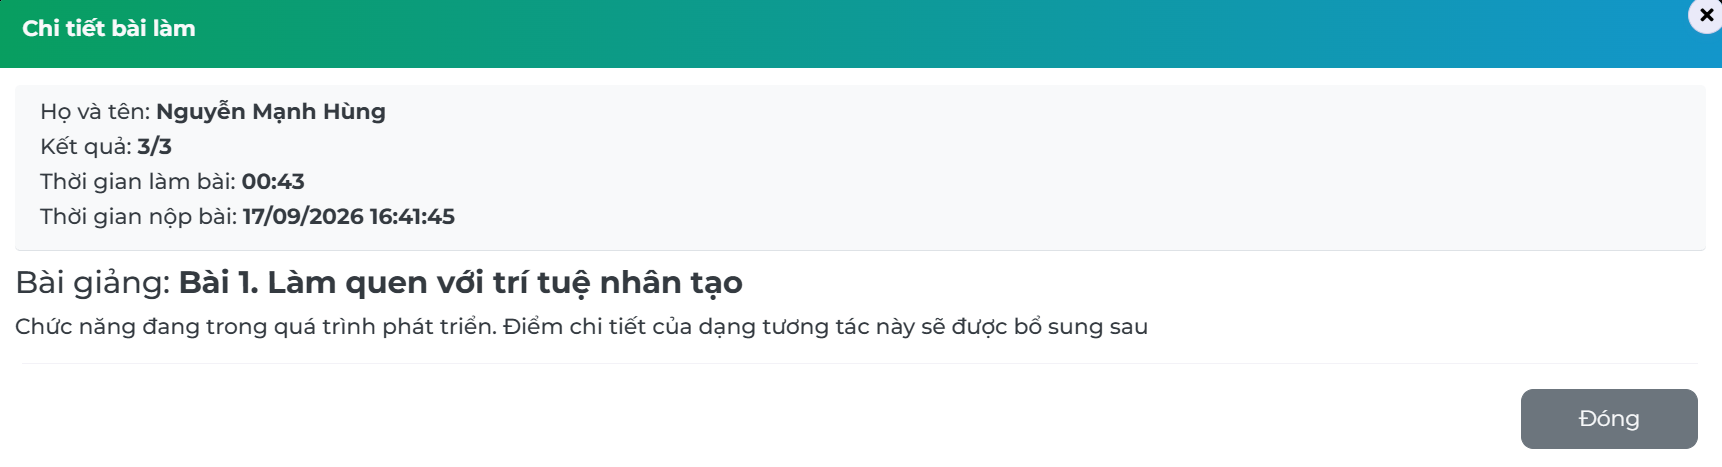 Chi tiết bài làm
Họ và tên: Nguyễn Mạnh Hùng
Kết quả: 3/3
Thời gian làm bài: 00:43
Thời gian nộp bài: 17/09/2026 16:41:45
Bài giảng: Bài 1. Làm quen với trí tuệ nhân tạo
Chức năng đang trong quá trình phát triển. Điểm chi tiết của dạng tương tác này sẽ được bổ sung sau
Đóng